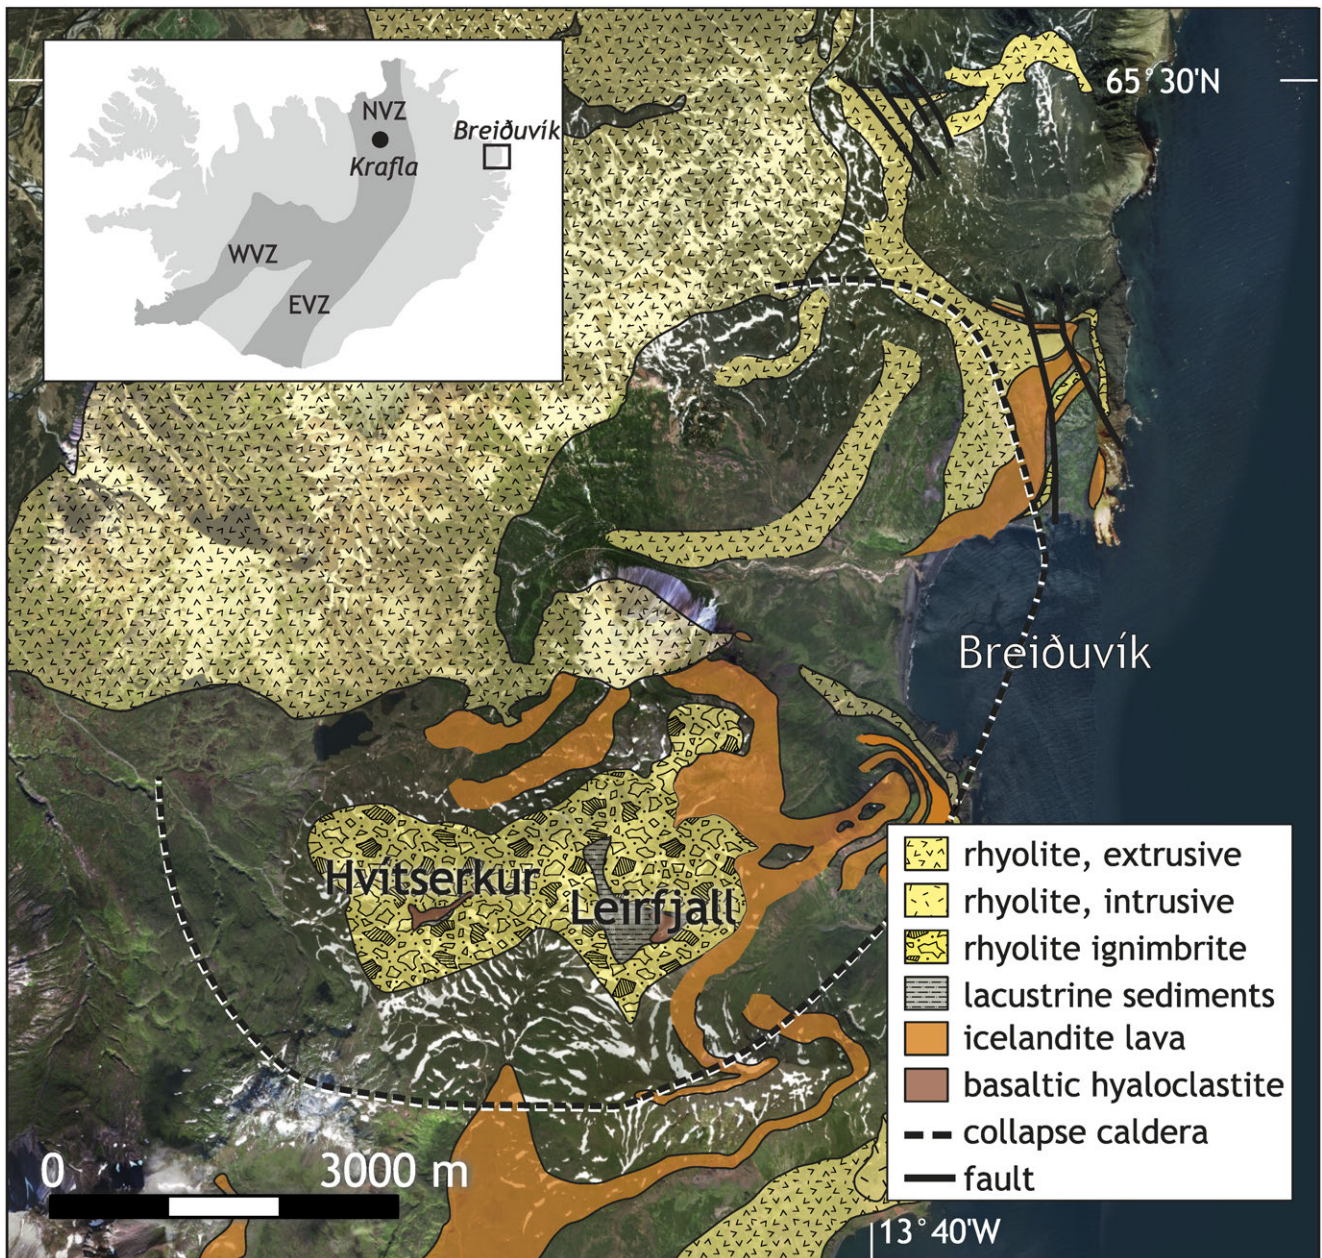 NVZ
Krafla
Breiðuvík
WVZ
EVZ
65°30'N
Breiðuvík
Hvítserkur
Leirfjall
rhyolite, extrusive
rhyolite, intrusive
rhyolite ignimbrite
lacustrine sediments
icelandite lava
basaltic hyaloclastite
collapse caldera
fault
0
3000 m
13°40'W